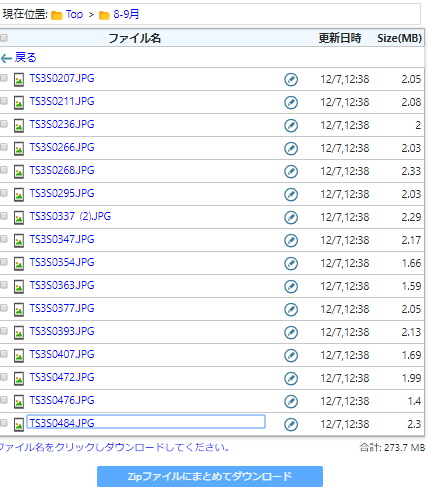 現在位置: Top > 8-9月
ファイル名 更新日時 Size(MB)
戻る
TS3S0207.JPG 12/7,12:38 2.05
TS3S0211.JPG 12/7,12:38 2.08
TS3S0236.JPG 12/7,12:38 2
TS3S0266.JPG 12/7,12:38 2.03
TS3S0268.JPG 12/7,12:38 2.33
TS3S0295.JPG 12/7,12:38 2.03
TS3S0337 (2).JPG 12/7,12:38 2.29
TS3S0347.JPG 12/7,12:38 2.17
TS3S0354.JPG 12/7,12:38 1.66
TS3S0363.JPG 12/7,12:38 1.59
TS3S0377.JPG 12/7,12:38 2.05
TS3S0393.JPG 12/7,12:38 2.13
TS3S0407.JPG 12/7,12:38 1.69
TS3S0472.JPG 12/7,12:38 1.99
TS3S0476.JPG 12/7,12:38 1.4
TS3S0484.JPG 12/7,12:38 2.3
ファイル名をクリックしダウンロードしてください。 合計: 273.7 MB
Zipファイルにまとめてダウンロード